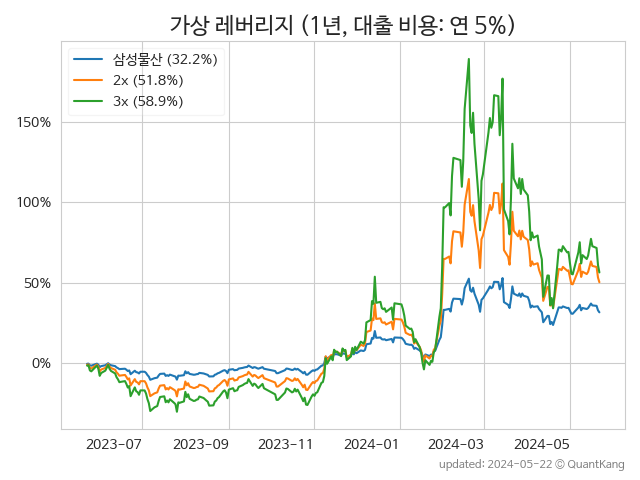 가상 레버리지 (1년, 대출 비용: 연 5%)
삼성물산 (32.2%)
2x (51.8%)
3x (58.9%)
150%
100%
50%
0%
2023-07 2023-09 2023-11 2024-01 2024-03 2024-05
updated: 2024-05-22 © QuantKang